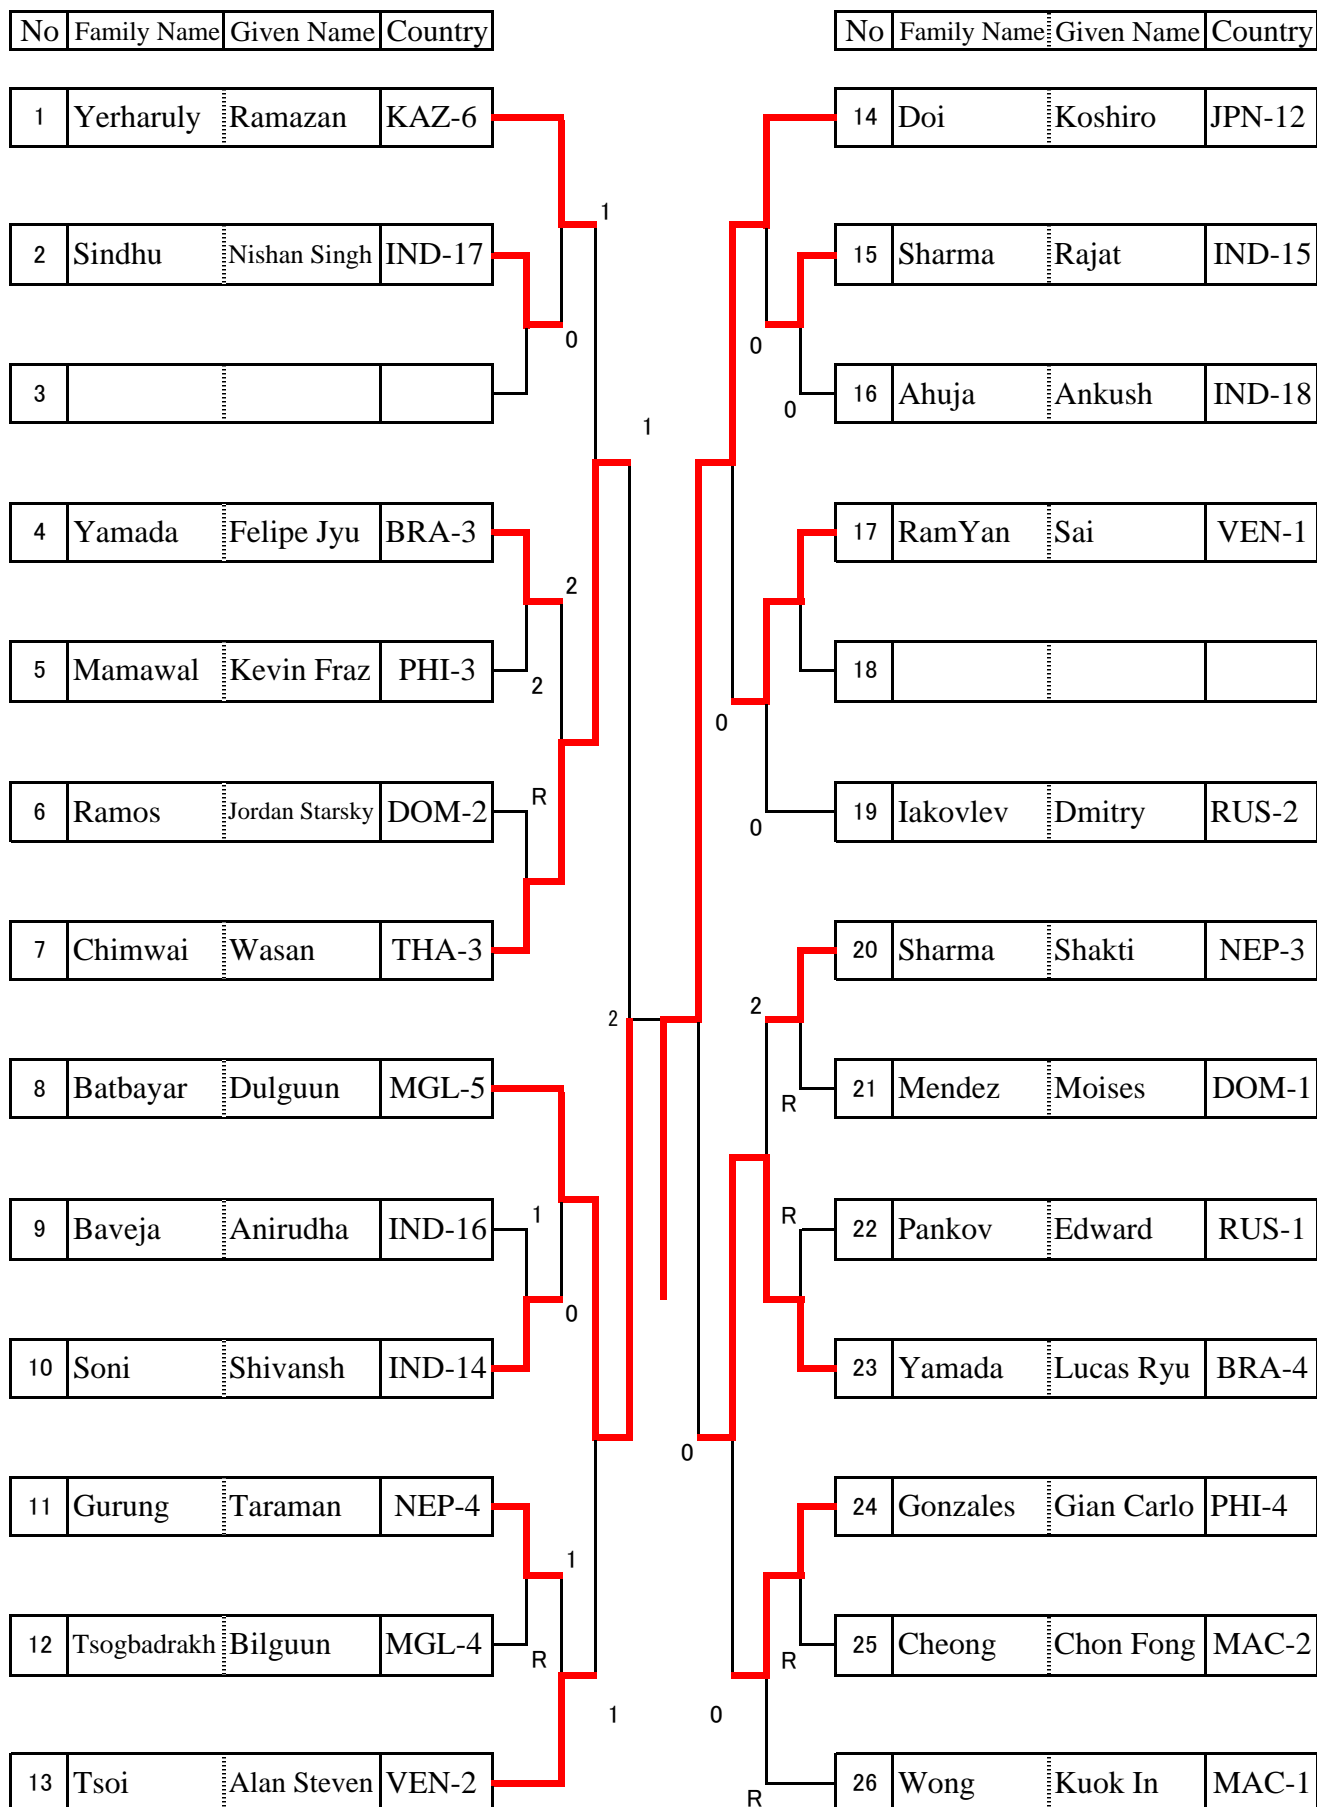 No Family Name Given Name Country
1 Yerharuly Ramazan KAZ-6
1
2 Sindhu Nishan Singh IND-17
0
3
1
4 Yamada Felipe Jyu BRA-3
2
5 Mamawal Kevin Fraz PHI-3
2
6 Ramos Jordan Starsky DOM-2
R
7 Chimwai Wasan THA-3
2
8 Batbayar Dulguun MGL-5
9 Baveja Anirudha IND-16
1
0
10 Soni Shivansh IND-14
11 Gurung Taraman NEP-4
1
12 Tsogbadrakh Bilguun MGL-4
R
1
13 Tsoi Alan Steven VEN-2
No Family Name Given Name Country
14 Doi Koshiro JPN-12
15 Sharma Rajat IND-15
0
16 Ahuja Ankush IND-18
0
17 RamYan Sai VEN-1
18
0
19 Iakovlev Dmitry RUS-2
0
20 Sharma Shakti NEP-3
2
21 Mendez Moises DOM-1
R
22 Pankov Edward RUS-1
R
23 Yamada Lucas Ryu BRA-4
0
24 Gonzales Gian Carlo PHI-4
25 Cheong Chon Fong MAC-2
R
0
26 Wong Kuok In MAC-1
R